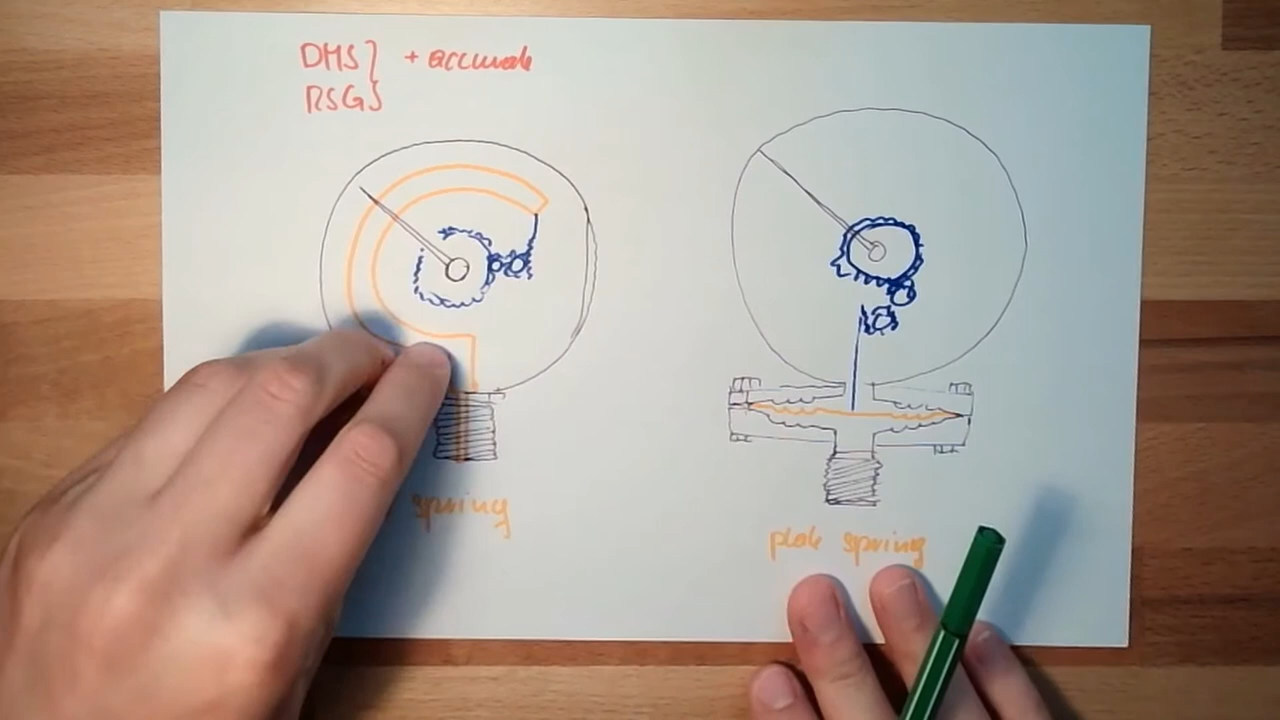 DMS} + accurate
RSG}
spring
plate spring